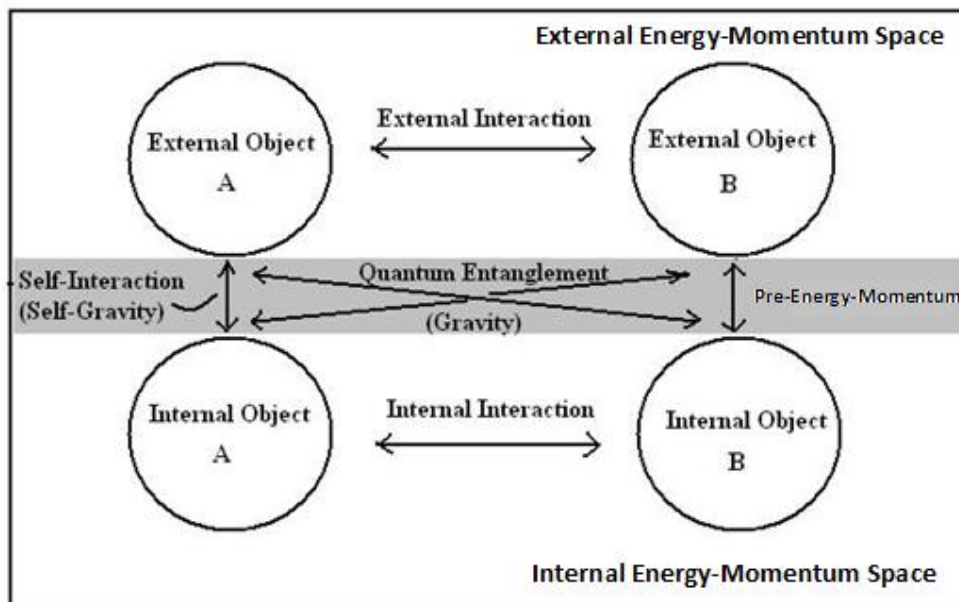 External Energy-Momentum Space
External Object
A
External Interaction
External Object
B
Self-Interaction
(Self-Gravity)
Quantum Entanglement
(Gravity)
Pre-Energy-Momentum
Internal Object
A
Internal Interaction
Internal Object
B
Internal Energy-Momentum Space